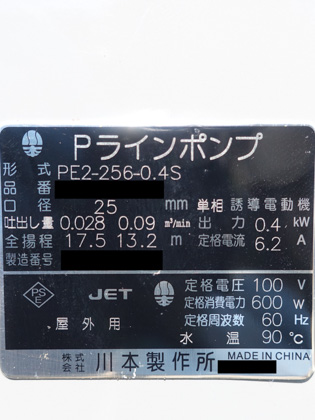 Pラインポンプ
形式 PE2-256-0.4S
品番
口径 25 mm 単相誘導電動機
吐出し量 0.028 0.09 m³/min 出力 0.4 kW
全揚程 17.5 13.2 m 定格電流 6.2 A
製造番号
PSE JET 定格電圧 100 V
定格消費電力 600 W
屋外用 定格周波数 60 Hz
水温 90 ℃
株式会社 川本製作所 MADE IN CHINA